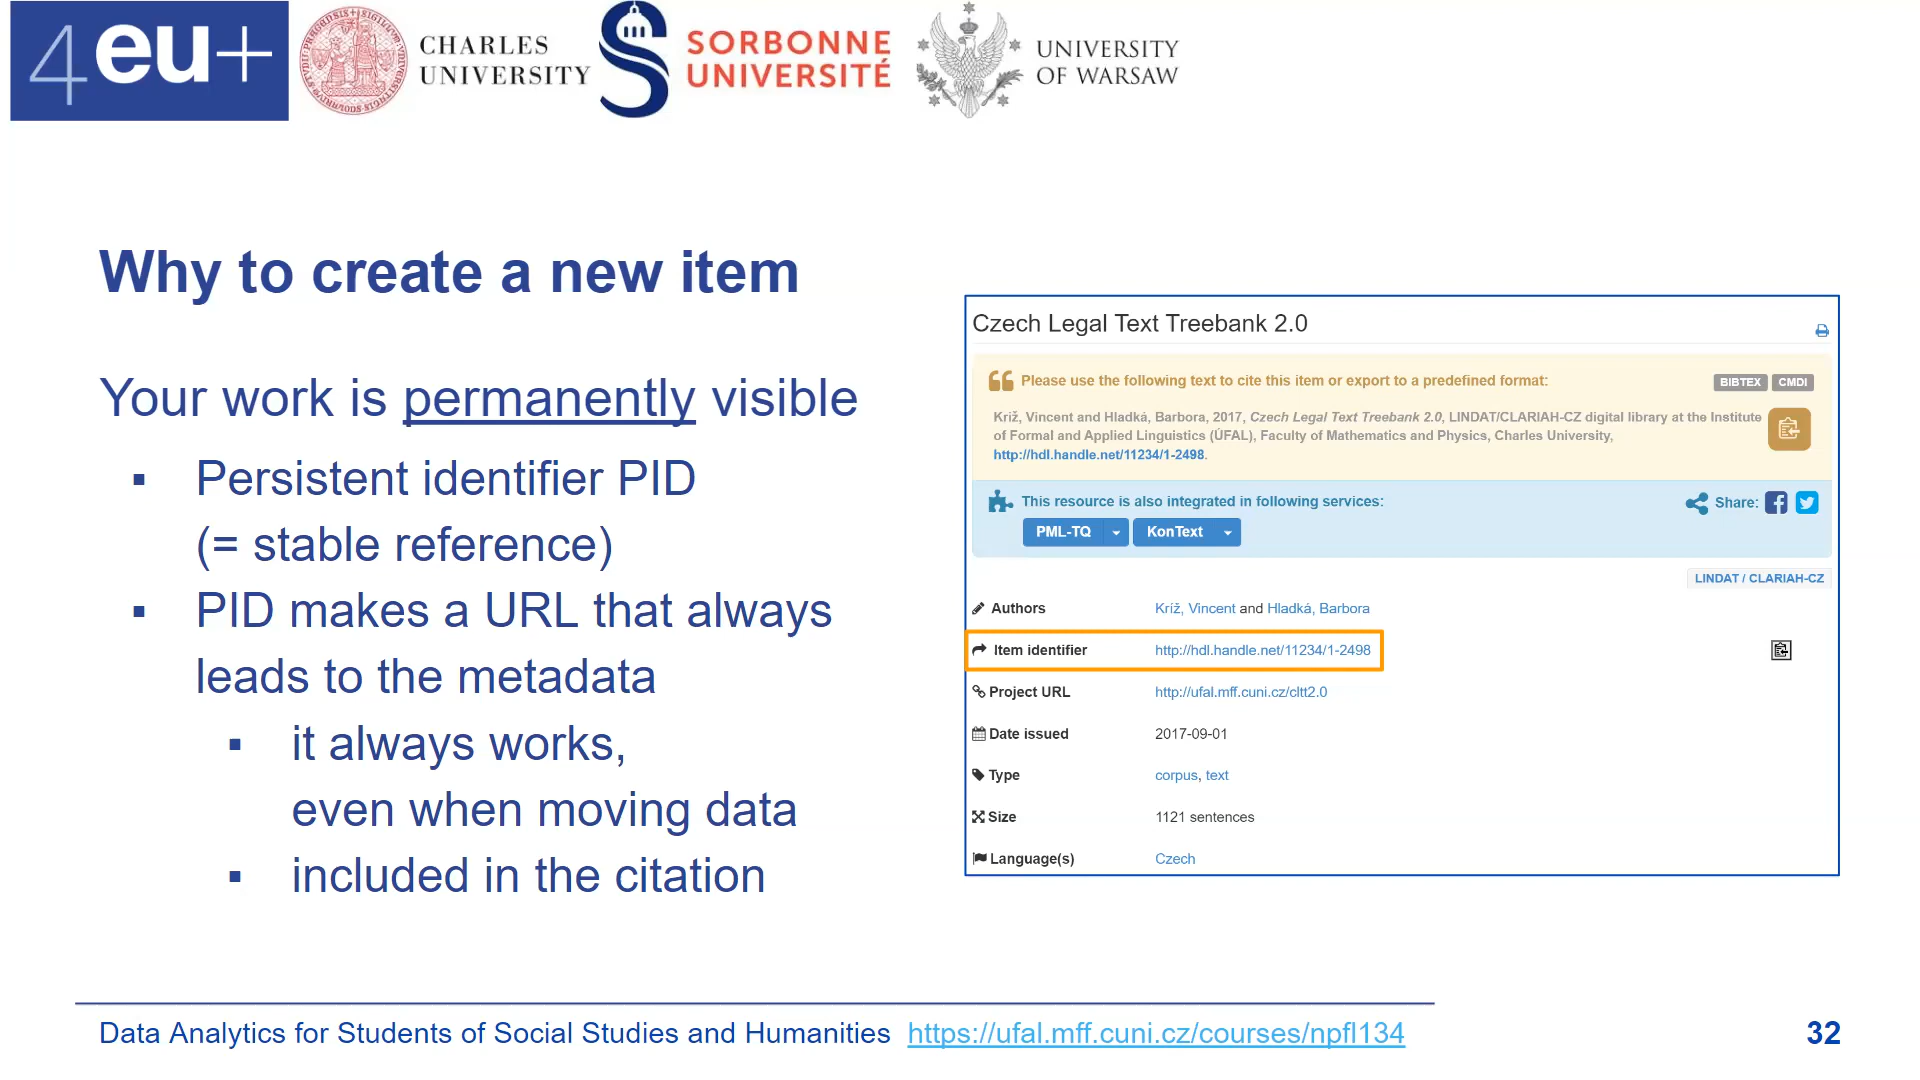 4eu+
CHARLES
UNIVERSITY
SORBONNE
UNIVERSITÉ
UNIVERSITY
OF WARSAW
Why to create a new item
Your work is permanently visible
▪ Persistent identifier PID
(= stable reference)
▪ PID makes a URL that always
leads to the metadata
▪ it always works,
even when moving data
▪ included in the citation
Czech Legal Text Treebank 2.0
Please use the following text to cite this item or export to a predefined format:
BIBTEX CMDI
Kríž, Vincent and Hladká, Barbora, 2017, Czech Legal Text Treebank 2.0, LINDAT/CLARIAH-CZ digital library at the Institute
of Formal and Applied Linguistics (ÚFAL), Faculty of Mathematics and Physics, Charles University,
http://hdl.handle.net/11234/1-2498.
This resource is also integrated in following services:
Share:
PML-TQ KonText
LINDAT / CLARIAH-CZ
Authors Kríž, Vincent and Hladká, Barbora
Item identifier http://hdl.handle.net/11234/1-2498
Project URL http://ufal.mff.cuni.cz/cltt2.0
Date issued 2017-09-01
Type corpus, text
Size 1121 sentences
Language(s) Czech
Data Analytics for Students of Social Studies and Humanities https://ufal.mff.cuni.cz/courses/npfl134
32